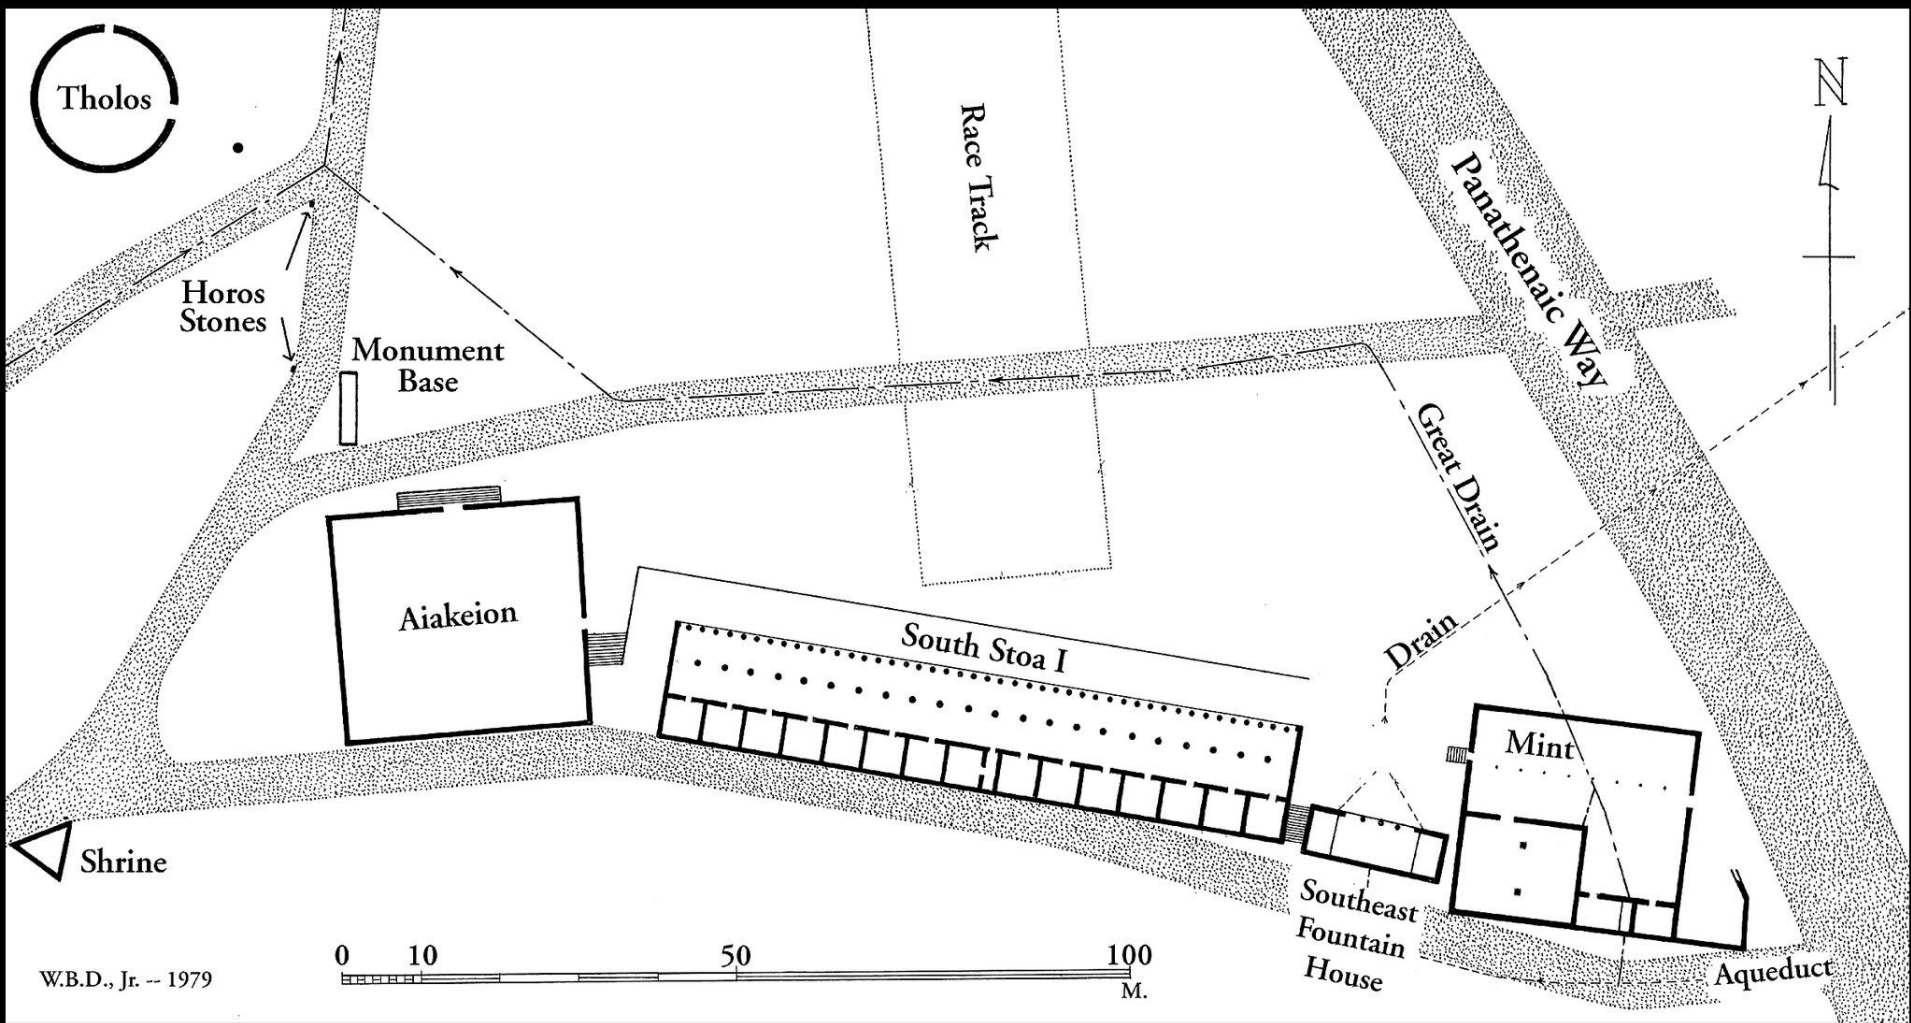 Tholos
N
Race Track
Panathenaic Way
Horos
Stones
Monument
Base
Great Drain
Aiakeion
South Stoa I
Drain
Mint
Shrine
Southeast
Fountain
House
Aqueduct
0 10 50 100
M.
W.B.D., Jr. -- 1979